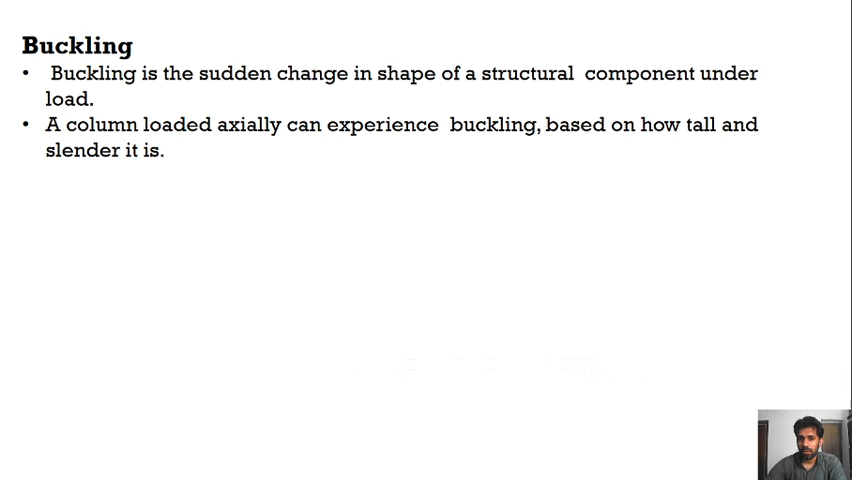 Buckling
• Buckling is the sudden change in shape of a structural component under
load.
• A column loaded axially can experience buckling, based on how tall and
slender it is.